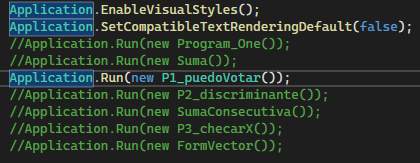 Application.EnableVisualStyles();
Application.SetCompatibleTextRenderingDefault(false);
//Application.Run(new Program_One());
//Application.Run(new Suma());
Application.Run(new P1_puedoVotar());
//Application.Run(new P2_discriminante());
//Application.Run(new SumaConsecutiva());
//Application.Run(new P3_checarX());
//Application.Run(new FormVector());